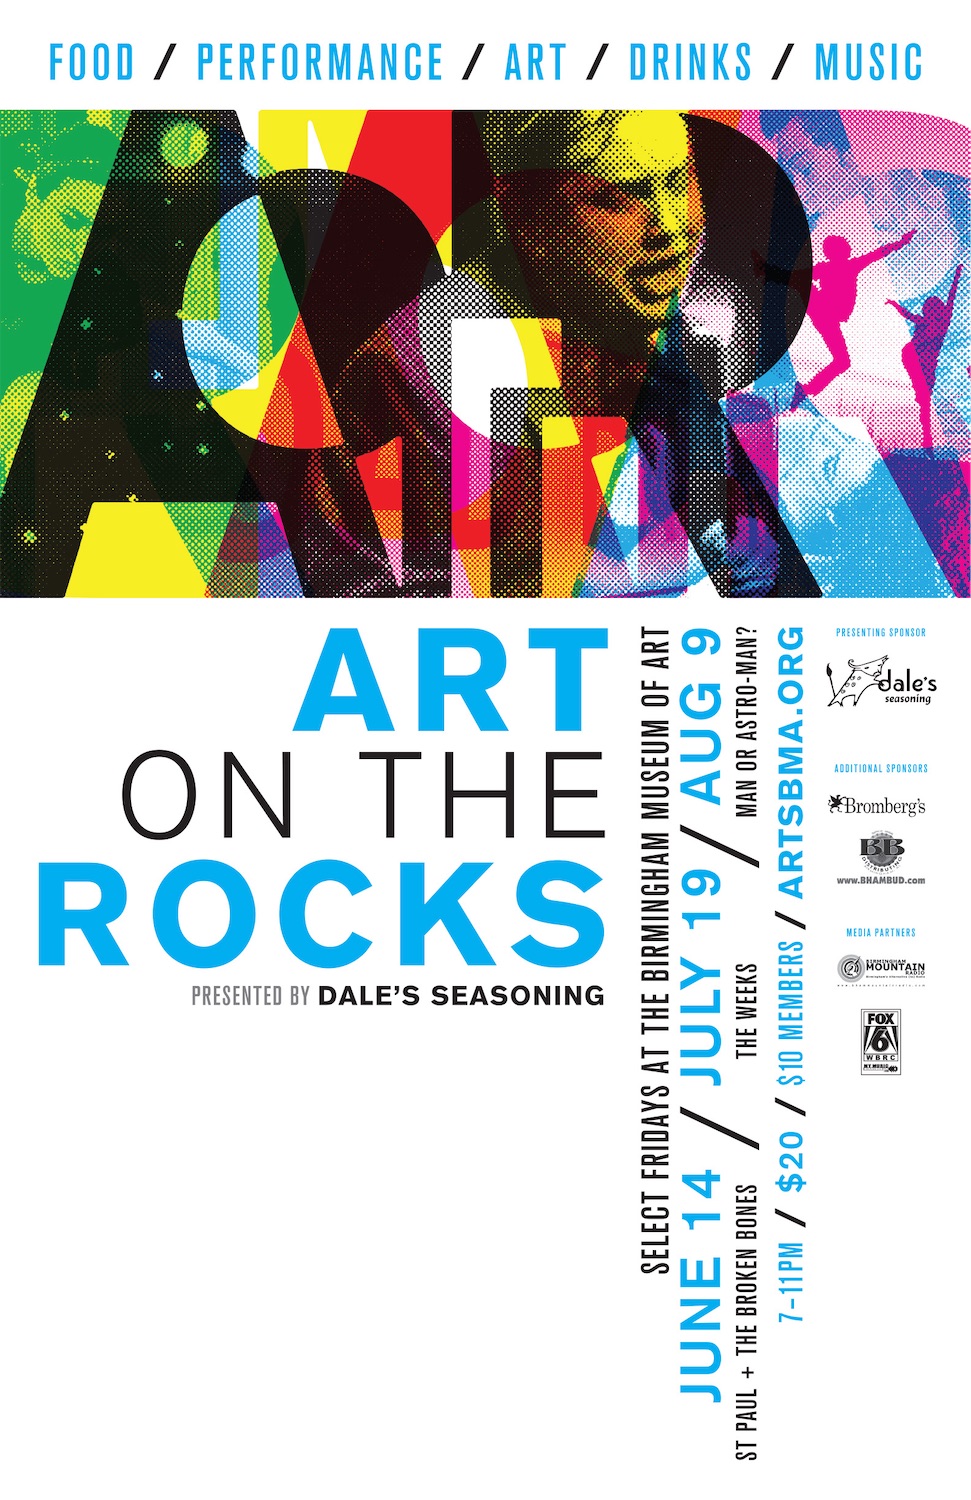 FOOD / PERFORMANCE / ART / DRINKS / MUSIC
ART
ON THE
ROCKS
PRESENTED BY DALE'S SEASONING
SELECT FRIDAYS AT THE BIRMINGHAM MUSEUM OF ART
JUNE 14 / JULY 19 / AUG 9
ST PAUL + THE BROKEN BONES / THE WEEKS / MAN OR ASTRO-MAN?
7–11PM / $20 / $10 MEMBERS / ARTSBMA.ORG
PRESENTING SPONSOR
dale's
seasoning
ADDITIONAL SPONSORS
Bromberg's
BB
DISTRIBUTING
www.BHAMBUD.com
MEDIA PARTNERS
BIRMINGHAM
MOUNTAIN
RADIO
FOX
6
WBRC